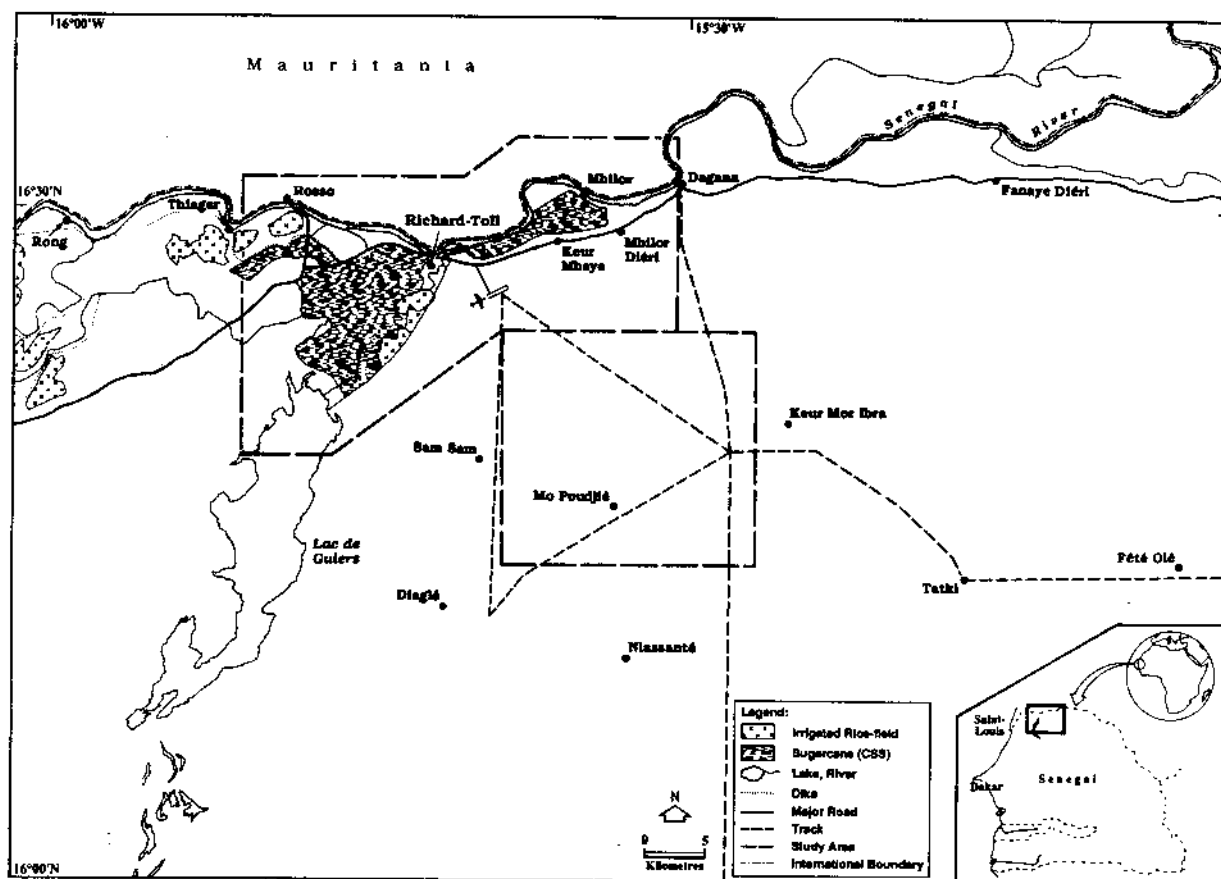 16°00'W
15°30'W
Mauritania
Senegal
River
16°30'N
Rosso
Thiagar
Rong
Richard-Toll
Mbilor
Dagana
Fanaye Diéri
Keur
Mbaye
Mbilor
Diéri
Keur Mor Ibra
Sam Sam
Mo Poudjié
Lac de
Guiers
Diaglé
Niassanté
Tatki
Fété Olé
Legend:
Irrigated Rice-field
Sugarcane (CSS)
Lake, River
Dike
Major Road
Track
Study Area
International Boundary
N
0 5
Kilometres
Saint-
Louis
Senegal
Dakar
16°00'N